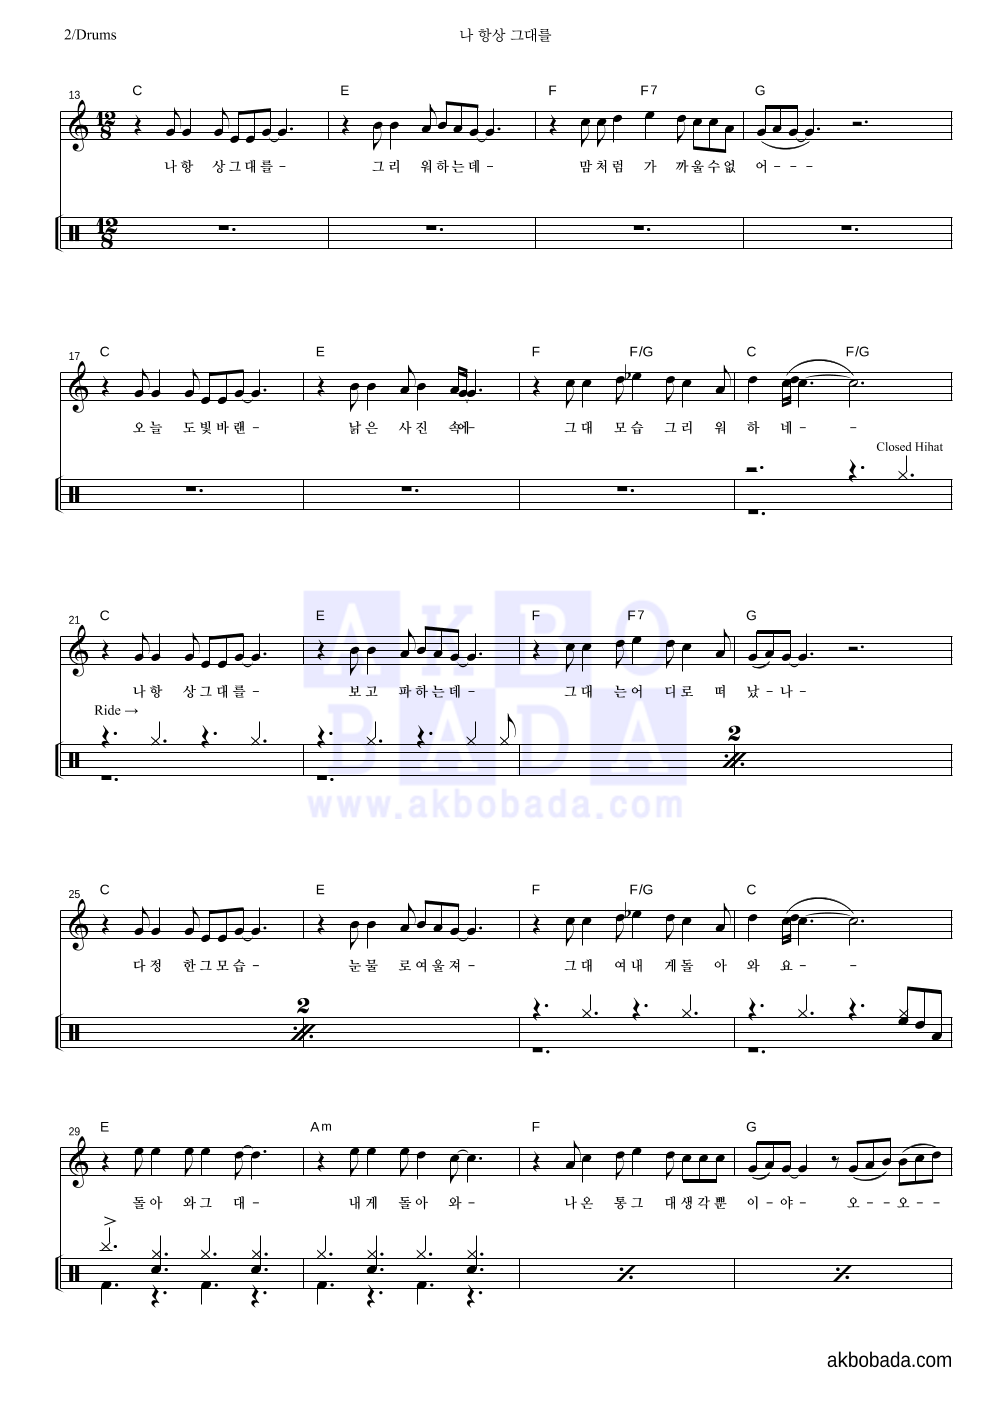 2/Drums
나 항상 그대를
13
C E F F7 G
12 8
나 항 상 그 대 를 – 그 리 워 하 는 데 – 맘 처 럼 가 까 울 수 없 어 – – –
12 8
17
C E F F/G C F/G
오 늘 도 빛 바 랜 – 낡 은 사 진 속 에 – 그 대 모 습 그 리 워 하 네 – –
Closed Hihat
21
C E F F7 G
나 항 상 그 대 를 – 보 고 파 하 는 데 – 그 대 는 어 디 로 떠 났 – 나 –
Ride →
2
AKBO
BADA
www.akbobada.com
25
C E F F/G C
다 정 한 그 모 습 – 눈 물 로 여 울 져 – 그 대 여 내 게 돌 아 와 요 – –
2
29
E Am F G
돌 아 와 그 대 – 내 게 돌 아 와 – 나 온 통 그 대 생 각 뿐 이 – 야 – 오 – – 오 – –
akbobada.com